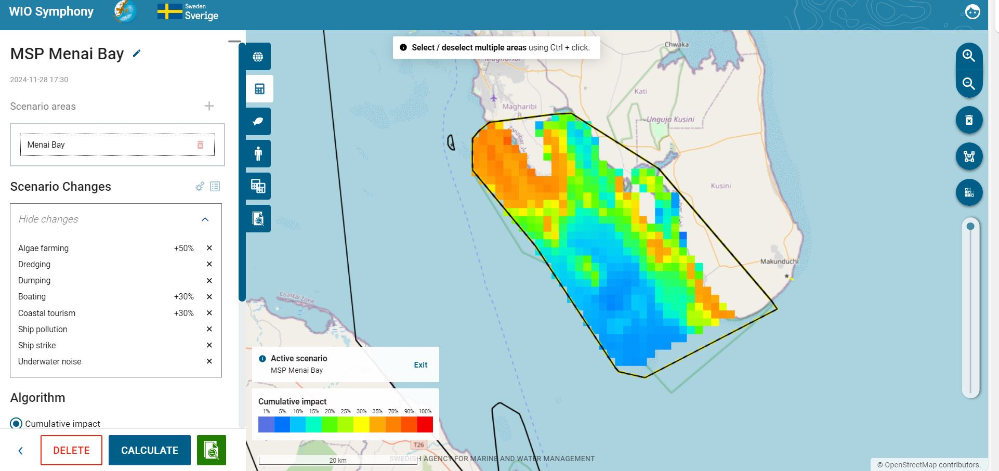 WIO Symphony
Sweden
Sverige
MSP Menai Bay
2024-11-28 17:30
Scenario areas
Menai Bay
Scenario Changes
Hide changes
Algae farming +50%
Dredging
Dumping
Boating +30%
Coastal tourism +30%
Ship pollution
Ship strike
Underwater noise
Algorithm
Cumulative impact
DELETE
CALCULATE
Select / deselect multiple areas using Ctrl + click.
Chwaka
Magharibi
Kati
Magharibi
B
Unguja Kusini
Zanzibar
Kusini
Makunduchi
Coastal Zone
Active scenario
MSP Menai Bay
Exit
Cumulative impact
1% 5% 10% 15% 20% 25% 30% 35% 70% 90% 100%
T26
20 km
SWEDISH AGENCY FOR MARINE AND WATER MANAGEMENT
© OpenStreetMap contributors.